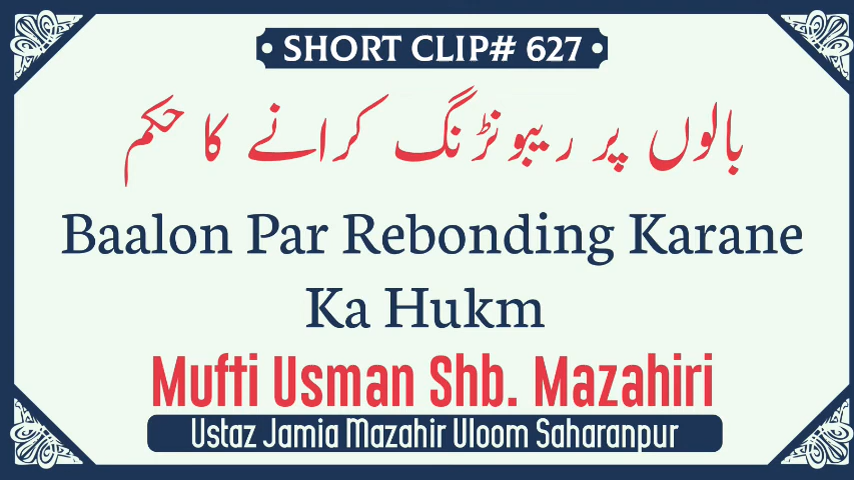 SHORT CLIP# 627
بالوں پر ریبونڑنگ کرانے کا حکم
Baalon Par Rebonding Karane
Ka Hukm
Mufti Usman Shb. Mazahiri
Ustaz Jamia Mazahir Uloom Saharanpur